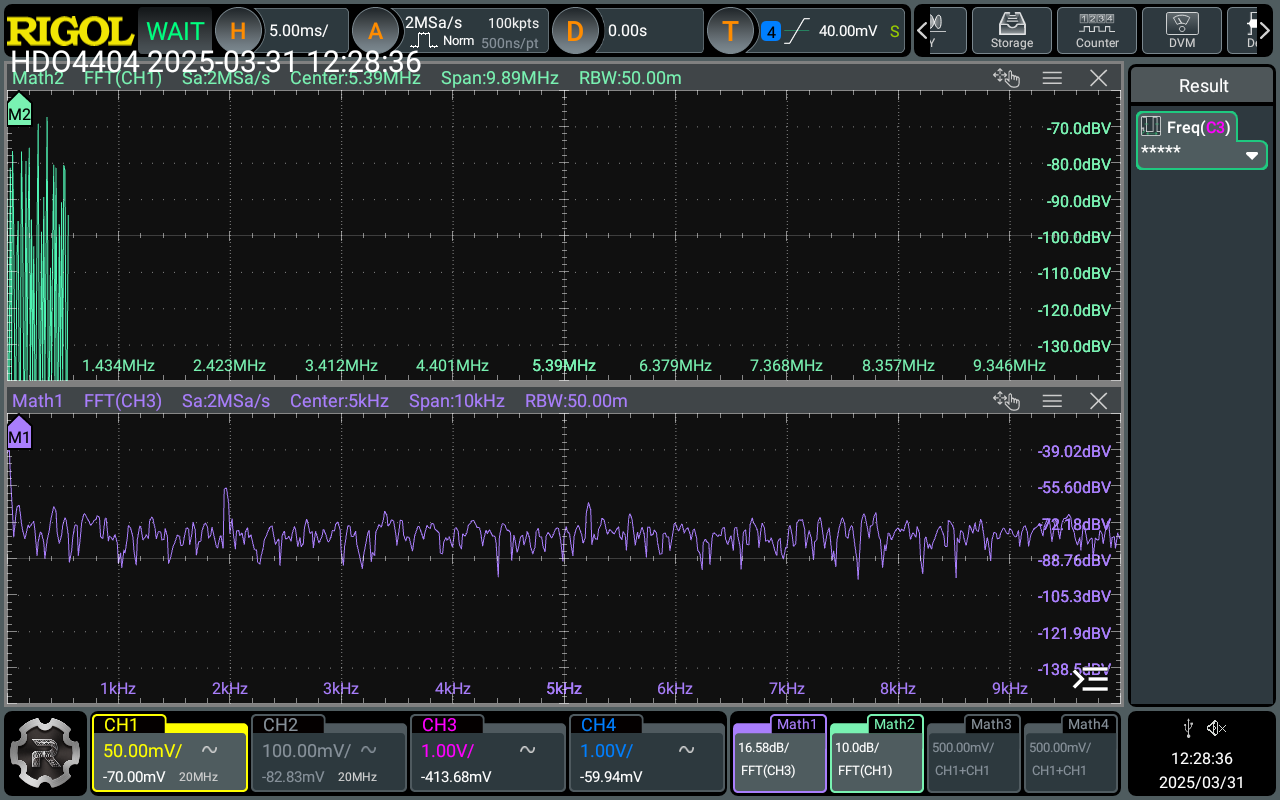 RIGOL WAIT H 5.00ms/ A 2MSa/s Norm 100kpts 500ns/pt D 0.00s T 4 40.00mV S Storage Counter DVM
HDO4404 2025-03-31 12:28:36
Math2 FFT(CH1) Sa:2MSa/s Center:5.39MHz Span:9.89MHz RBW:50.00m
M2
-70.0dBV
-80.0dBV
-90.0dBV
-100.0dBV
-110.0dBV
-120.0dBV
-130.0dBV
1.434MHz 2.423MHz 3.412MHz 4.401MHz 5.39MHz 6.379MHz 7.368MHz 8.357MHz 9.346MHz
Math1 FFT(CH3) Sa:2MSa/s Center:5kHz Span:10kHz RBW:50.00m
M1
-39.02dBV
-55.60dBV
-72.18dBV
-88.76dBV
-105.3dBV
-121.9dBV
-138.5dBV
1kHz 2kHz 3kHz 4kHz 5kHz 6kHz 7kHz 8kHz 9kHz
Result
Freq(C3)
*****
CH1
50.00mV/
-70.00mV 20MHz
CH2
100.00mV/
-82.83mV 20MHz
CH3
1.00V/
-413.68mV
CH4
1.00V/
-59.94mV
Math1
16.58dB/
FFT(CH3)
Math2
10.0dB/
FFT(CH1)
Math3
500.00mV/
CH1+CH1
Math4
500.00mV/
CH1+CH1
12:28:36
2025/03/31